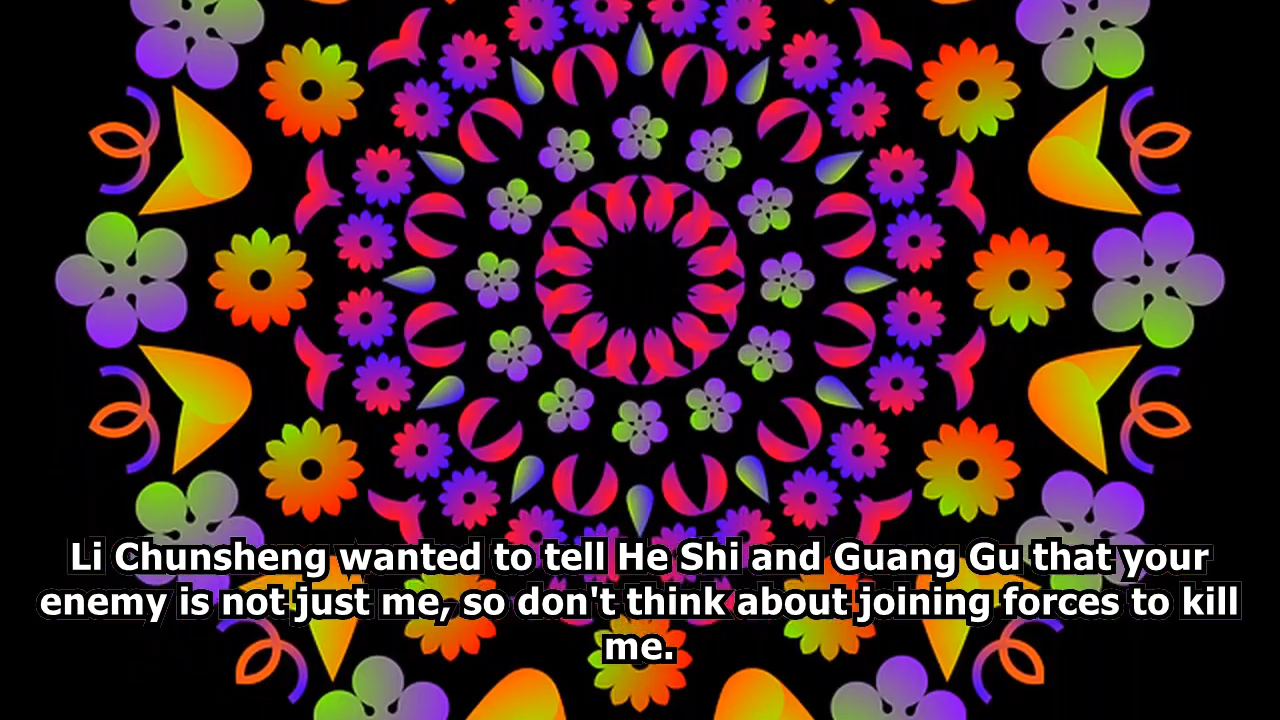 Li Chunsheng wanted to tell He Shi and Guang Gu that your
enemy is not just me, so don't think about joining forces to kill
me.